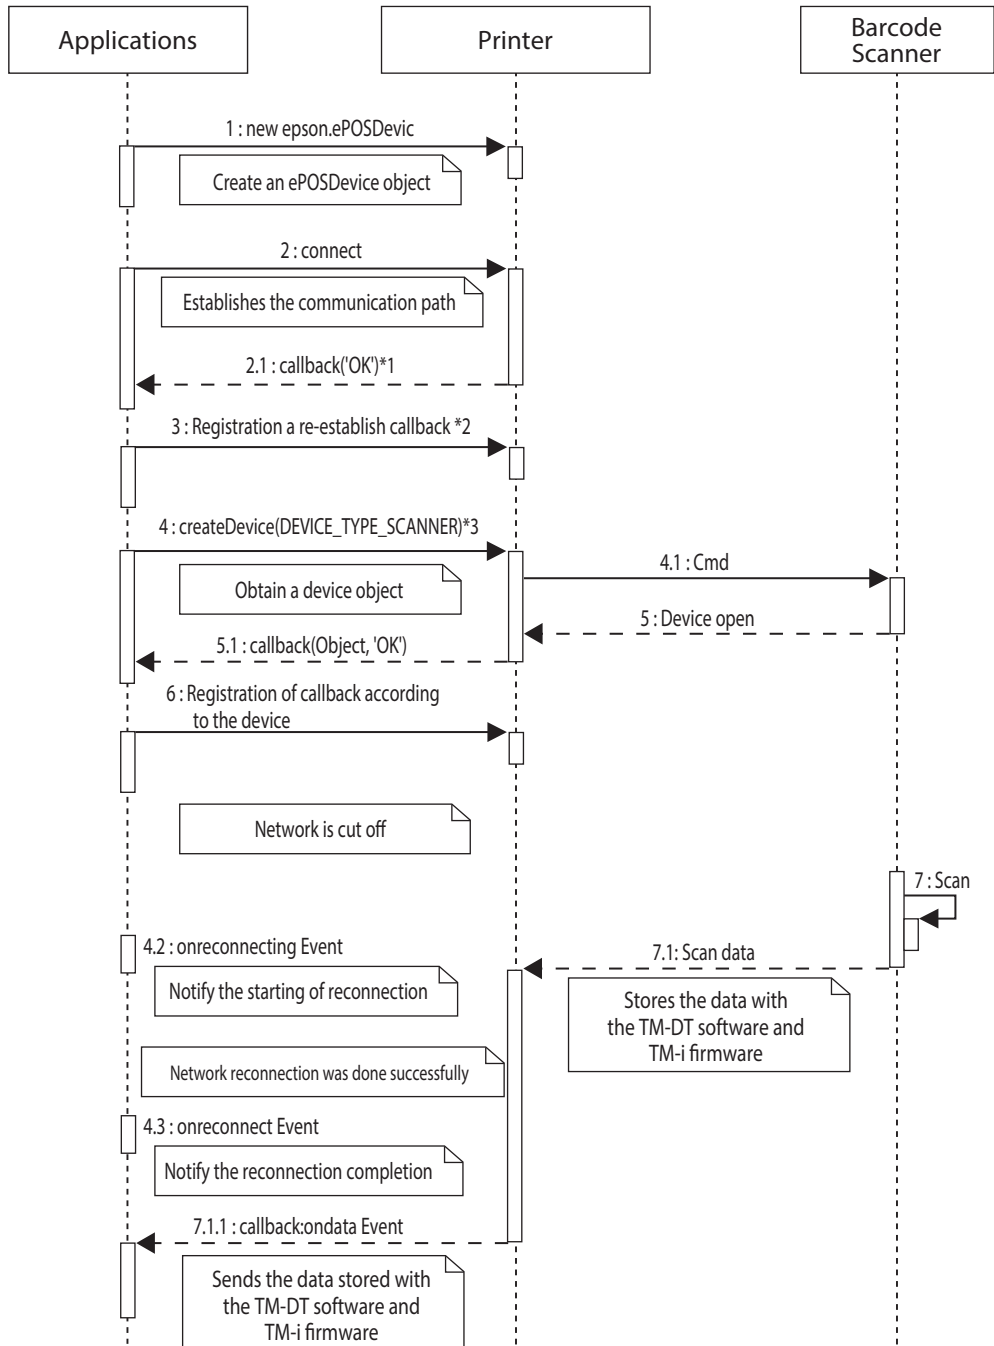 Applications
Printer
Barcode
Scanner
1 : new epson.ePOSDevic
Create an ePOSDevice object
2 : connect
Establishes the communication path
2.1 : callback('OK')*1
3 : Registration a re-establish callback *2
4 : createDevice(DEVICE_TYPE_SCANNER)*3
4.1 : Cmd
Obtain a device object
5 : Device open
5.1 : callback(Object, 'OK')
6 : Registration of callback according
to the device
Network is cut off
7 : Scan
4.2 : onreconnecting Event
7.1: Scan data
Notify the starting of reconnection
Stores the data with
the TM-DT software and
TM-i firmware
Network reconnection was done successfully
4.3 : onreconnect Event
Notify the reconnection completion
7.1.1 : callback:ondata Event
Sends the data stored with
the TM-DT software and
TM-i firmware